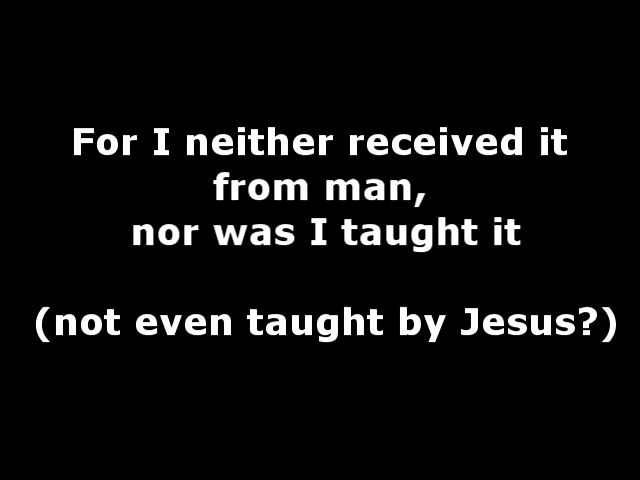 For I neither received it
from man,
nor was I taught it
(not even taught by Jesus?)